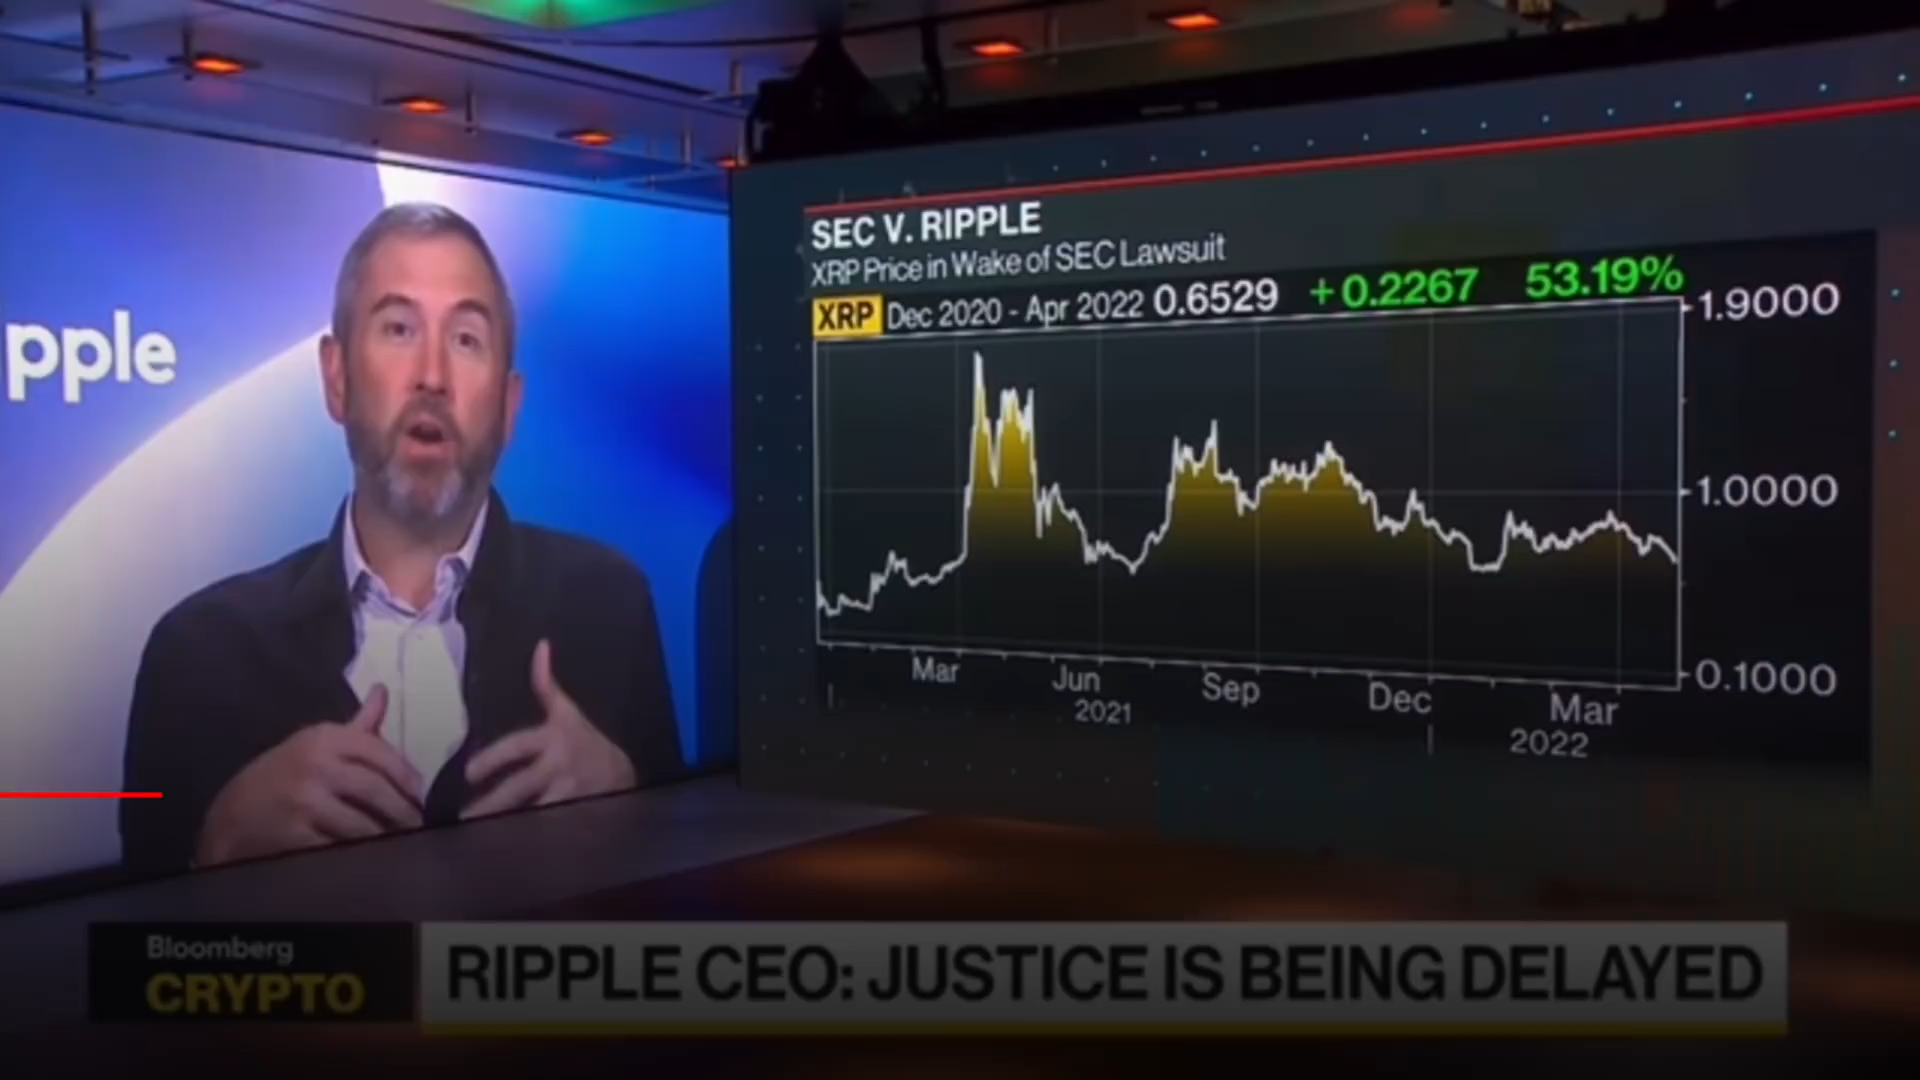 pple
SEC V. RIPPLE
XRP Price in Wake of SEC Lawsuit
XRP Dec 2020 - Apr 2022 0.6529 +0.2267 53.19%
1.9000
1.0000
0.1000
Mar Jun Sep Dec Mar
2021 2022
Bloomberg
CRYPTO
RIPPLE CEO: JUSTICE IS BEING DELAYED